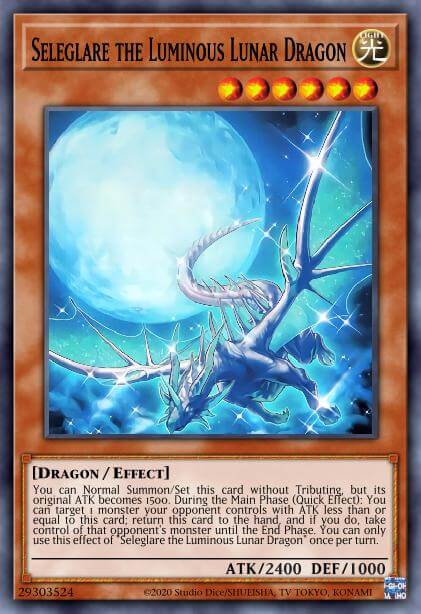 Seleglare the Luminous Lunar Dragon
LIGHT
光
[Dragon / Effect]
You can Normal Summon/Set this card without Tributing, but its
original ATK becomes 1500. During the Main Phase (Quick Effect): You
can target 1 monster your opponent controls with ATK less than or
equal to this card; return this card to the hand, and if you do, take
control of that opponent's monster until the End Phase. You can only
use this effect of "Seleglare the Luminous Lunar Dragon" once per turn.
ATK/2400 DEF/1000
29303524 ©2020 Studio Dice/SHUEISHA, TV TOKYO, KONAMI